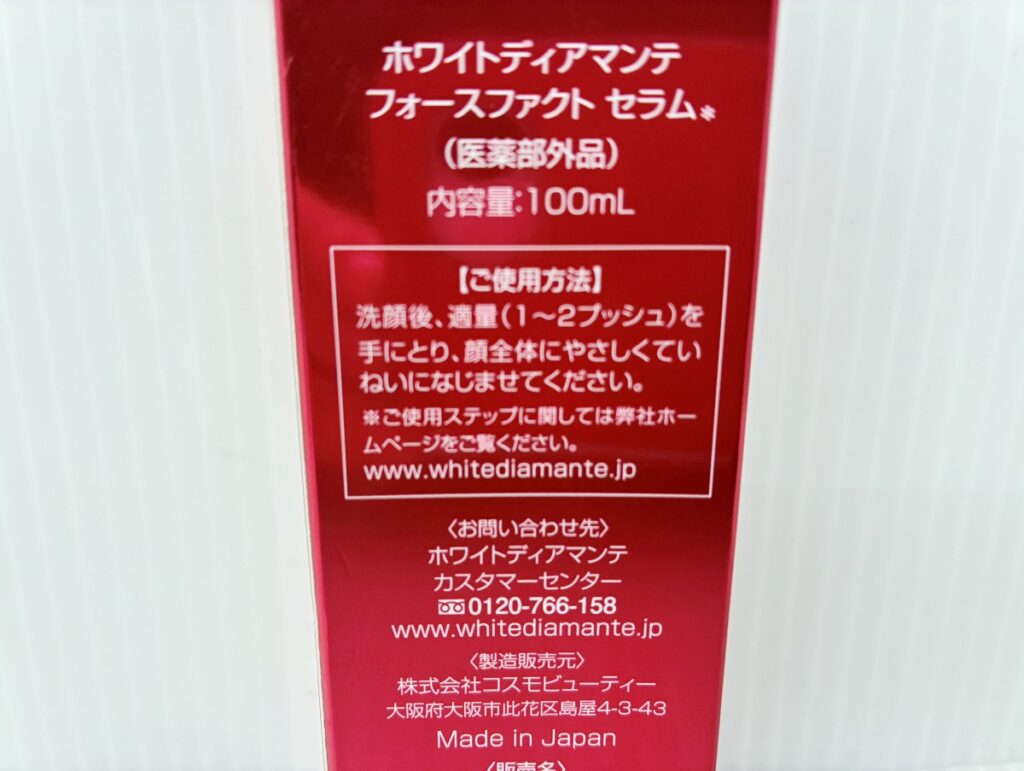 ホワイトディアマンテ
フォースファクト セラム*
（医薬部外品）
内容量：100mL
【ご使用方法】
洗顔後、適量（1〜2プッシュ）を
手にとり、顔全体にやさしくてい
ねいになじませてください。
※ご使用ステップに関しては弊社ホー
ムページをご覧ください。
www.whitediamante.jp
〈お問い合わせ先〉
ホワイトディアマンテ
カスタマーセンター
0120-766-158
www.whitediamante.jp
〈製造販売元〉
株式会社コスモビューティー
大阪府大阪市此花区島屋4-3-43
Made in Japan
〈販売名〉